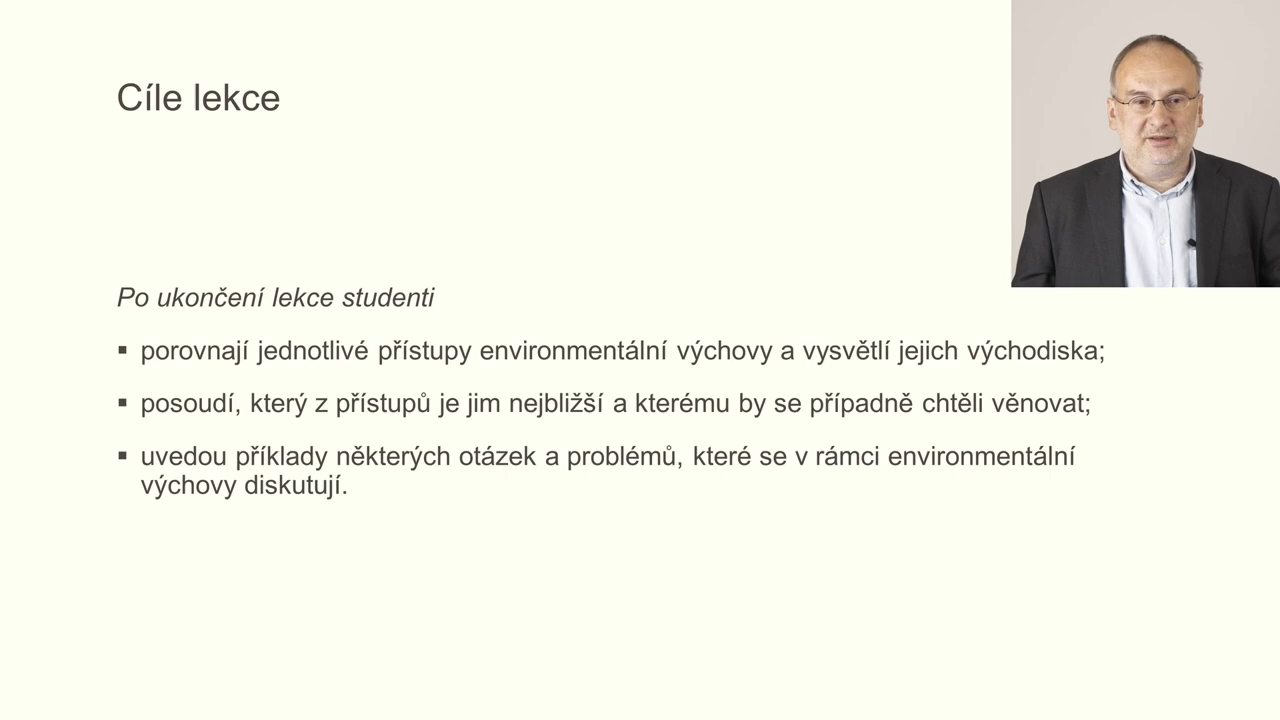 Cíle lekce
Po ukončení lekce studenti
▪ porovnají jednotlivé přístupy environmentální výchovy a vysvětlí jejich východiska;
▪ posoudí, který z přístupů je jim nejbližší a kterému by se případně chtěli věnovat;
▪ uvedou příklady některých otázek a problémů, které se v rámci environmentální
výchovy diskutují.